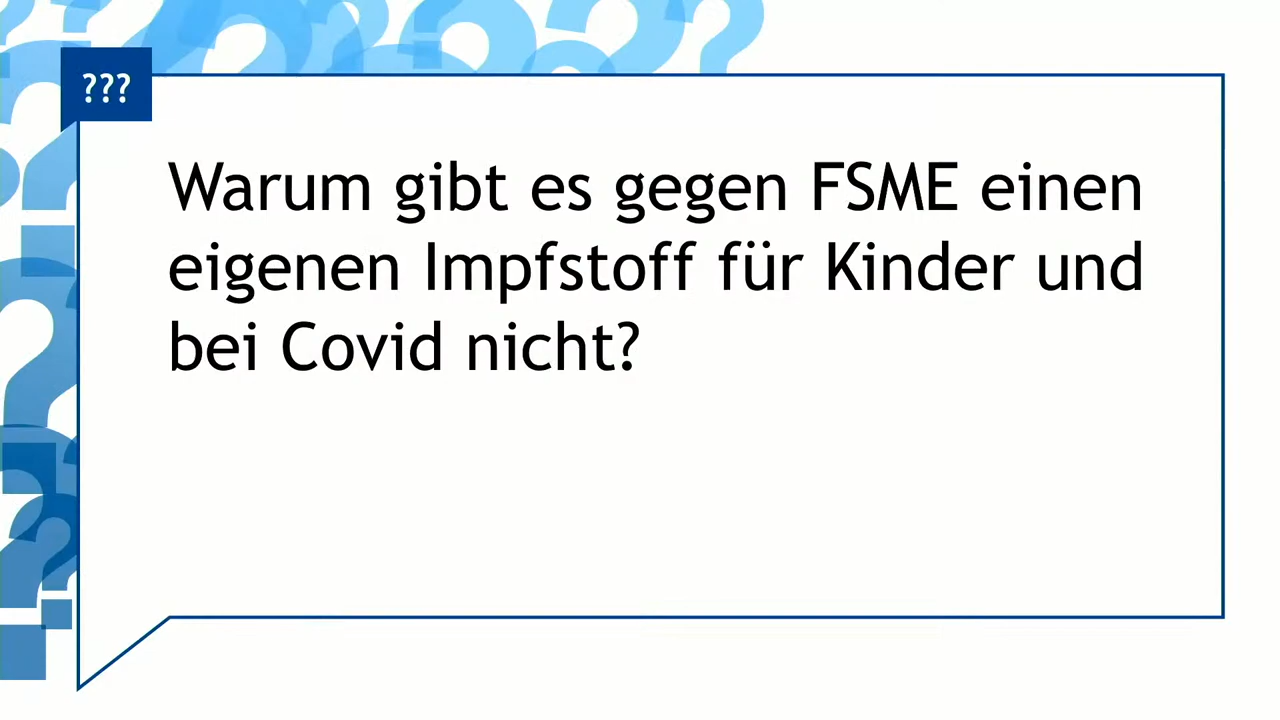 ???
Warum gibt es gegen FSME einen
eigenen Impfstoff für Kinder und
bei Covid nicht?